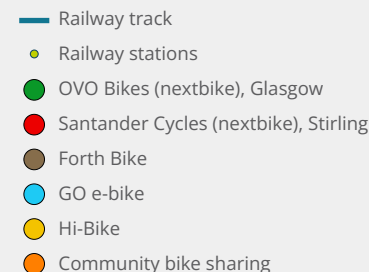 Railway track
Railway stations
OVO Bikes (nextbike), Glasgow
Santander Cycles (nextbike), Stirling
Forth Bike
GO e-bike
Hi-Bike
Community bike sharing